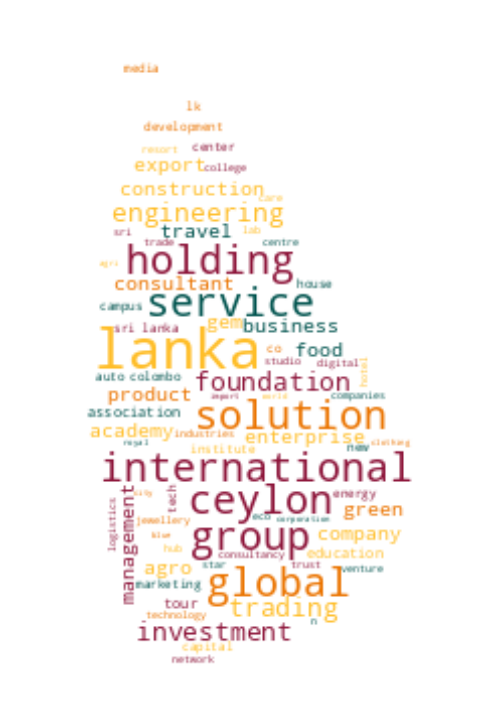 media
lk
development
resort center
export college
construction care
engineering
sri travel lab
trade centre
holding
agri
consultant house
campus service
sri lanka gem business
lanka co food
studio digital
auto colombo foundation hotel
product import world companies
association solution
academy industries enterprise
royal new clothing
institute
international
ceylon energy
logistics management tech city
jewellery eco corporation green
blue group company
hub consultancy education
agro star trust venture
marketing global
tour trading
technology n
investment
capital
network